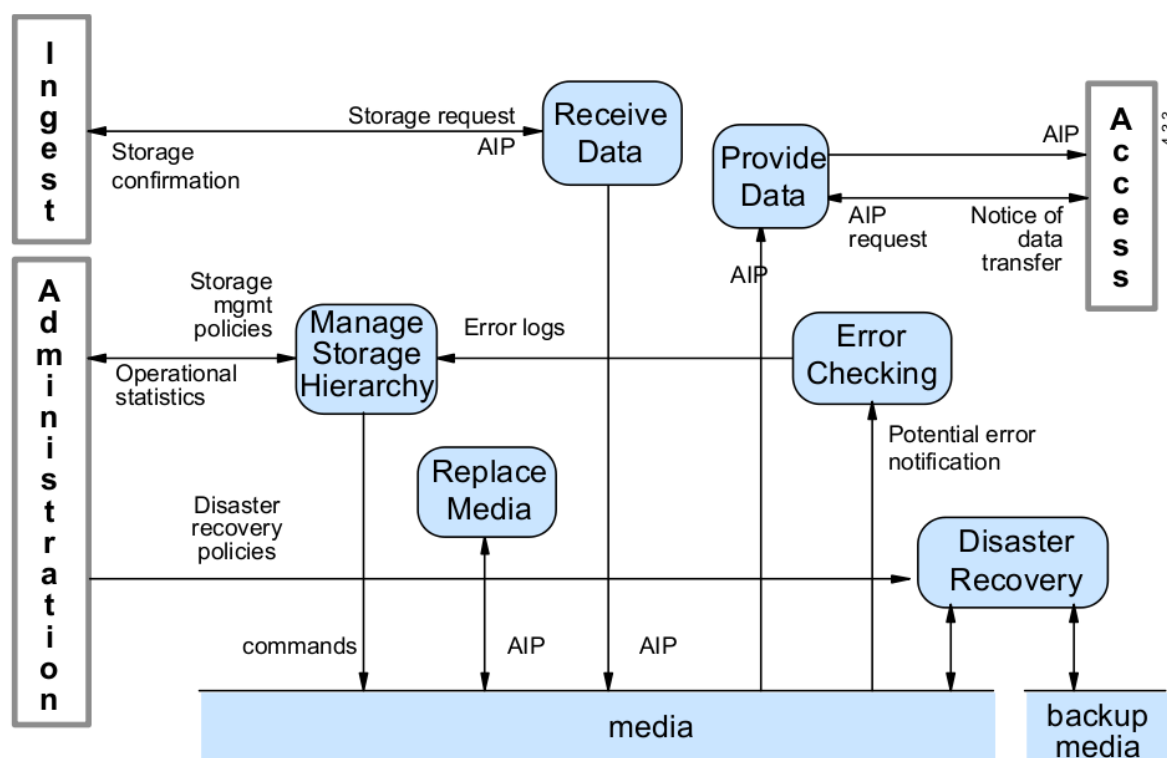 Ingest
Storage request
AIP
Storage
confirmation
Receive
Data
Provide
Data
AIP
AIP
request
Notice of
data
transfer
Access
AIP
Administration
Storage
mgmt
policies
Operational
statistics
Manage
Storage
Hierarchy
Error logs
Error
Checking
Potential error
notification
Replace
Media
Disaster
recovery
policies
Disaster
Recovery
commands
AIP
AIP
media
backup
media